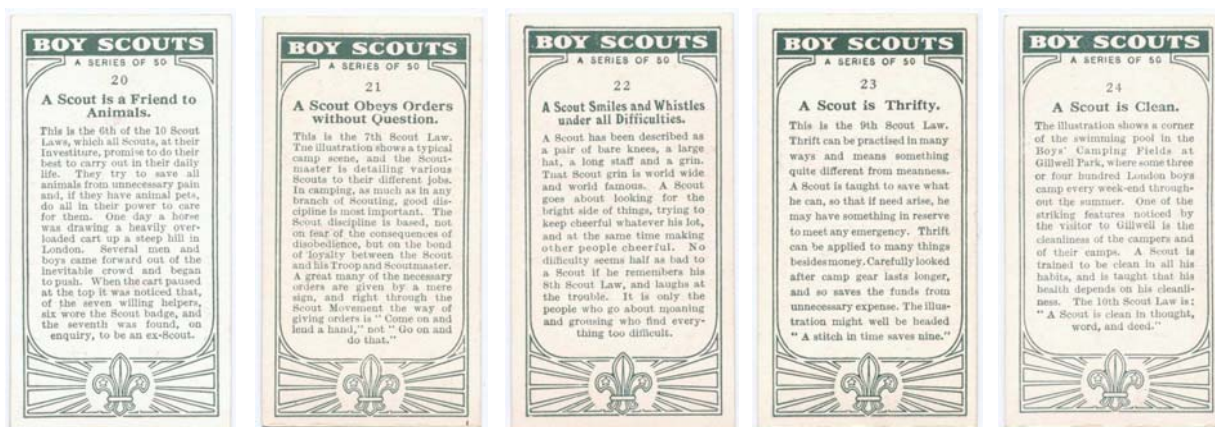 BOY SCOUTS
A SERIES OF 50
20
A Scout is a Friend to
Animals.
This is the 6th of the 10 Scout
Laws, which all Scouts, at their
Investiture, promise to do their
best to carry out in their daily
life. They try to save all
animals from unnecessary pain
and, if they have animal pets,
do all in their power to care
for them. One day a horse
was drawing a heavily over-
loaded cart up a steep hill in
London. Several men and
boys came forward out of the
inevitable crowd and began
to push. When the cart paused
at the top it was noticed that,
of the seven willing helpers,
six wore the Scout badge, and
the seventh was found, on
enquiry, to be an ex-Scout.
BOY SCOUTS
A SERIES OF 50
21
A Scout Obeys Orders
without Question.
This is the 7th Scout Law.
The illustration shows a typical
camp scene, and the Scout-
master is detailing various
Scouts to their different jobs.
In camping, as much as in any
branch of Scouting, good dis-
cipline is most important. The
Scout discipline is based, not
on fear of the consequences of
disobedience, but on the bond
of loyalty between the Scout
and his Troop and Scoutmaster.
A great many of the necessary
orders are given by a mere
sign, and right through the
Scout Movement the way of
giving orders is "Come on and
lend a hand," not "Go on and
do that."
BOY SCOUTS
A SERIES OF 50
22
A Scout Smiles and Whistles
under all Difficulties.
A Scout has been described as
a pair of bare knees, a large
hat, a long staff and a grin.
That Scout grin is world wide
and world famous. A Scout
goes about looking for the
bright side of things, trying to
keep cheerful whatever his lot,
and at the same time making
other people cheerful. No
difficulty seems half as bad to
a Scout if he remembers his
8th Scout Law, and laughs at
the trouble. It is only the
people who go about moaning
and grousing who find every-
thing too difficult.
BOY SCOUTS
A SERIES OF 50
23
A Scout is Thrifty.
This is the 9th Scout Law.
Thrift can be practised in many
ways and means something
quite different from meanness.
A Scout is taught to save what
he can, so that if need arise, he
may have something in reserve
to meet any emergency. Thrift
can be applied to many things
besides money. Carefully looked
after camp gear lasts longer,
and so saves the funds from
unnecessary expense. The illus-
tration might well be headed
"A stitch in time saves nine."
BOY SCOUTS
A SERIES OF 50
24
A Scout is Clean.
The illustration shows a corner
of the swimming pool in the
Boys' Camping Fields at
Gillwell Park, where some three
or four hundred London boys
camp every week-end through-
out the summer. One of the
striking features noticed by
the visitor to Gillwell is the
cleanliness of the campers and
of their camps. A Scout is
trained to be clean in all his
habits, and is taught that his
health depends on his cleanli-
ness. The 10th Scout Law is:
"A Scout is clean in thought,
word, and deed."